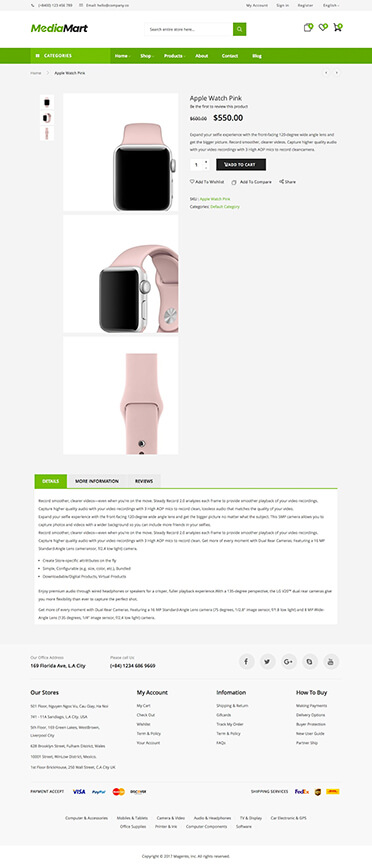 (+8440) 123 456 789 Email: hello@company.co My Account Sign in Register English
MediaMart
Search entire store here...
0 0 0
CATEGORIES Home Shop Products About Contact Blog
Home Apple Watch Pink
Apple Watch Pink
Be the first to review this product
$600.00 $550.00
Expand your selfie experience with the front-facing 120-degree wide angle lens and
get the bigger picture. Record smoother, clearer videos. Capture higher quality audio
with your video recordings with 3 High AOP mics to record clean
1 ADD TO CART
Add To Wishlist Add To Compare Share
SKU : Apple Watch Pink
Categories: Default Category
DETAILS MORE INFORMATION REVIEWS
Record smoother, clearer videos—even when you're on the move. Steady Record 2.0 analyzes each frame to provide smoother playback of your video recordings.
Capture higher quality audio with your video recordings with 3 High AOP mics to record clean, lossless audio that matches the quality of your video.
Expand your selfie experience with the front-facing 120-degree wide angle lens and get the bigger picture no matter what the subject. This 5MP camera allows you to
capture photos and videos with a wider background so you can include more friends in your selfies.
Record smoother, clearer videos—even when you're on the move. Steady Record 2.0 analyzes each frame to provide smoother playback of your video recordings.
Capture higher quality audio with your video recordings with 3 High AOP mics to record clean. Get more of every moment with Dual Rear Cameras. Featuring a 16 MP
Standard-Angle Lens f/1.8 low light) camera.
Create Store-specific attributes on the fly
Simple, Configurable (e.g. size, color, etc.), Bundled
Downloadable/Digital Products, Virtual Products
Enjoy premium audio through wired headphones or speakers for a crisper, fuller playback experience. With a 135-degree perspective, the LG V20™ dual rear cameras give
you more flexibility than ever to capture the perfect shot.
Get more of every moment with Dual Rear Cameras. Featuring a 16 MP Standard-Angle Lens camera (75 degrees, 1/2.8" image sensor, f/1.8 low light) and 8 MP Wide-
Angle Lens (135 degrees, 1/4" image sensor, f/2.4 low light) camera.
Our Office Address Please call Us:
169 Florida Ave, L.A City (+84) 1234 686 9669
Our Stores My Account Infomation How To Buy
501 Floor, Nguyen Ngoc Vu, Cau Day, Ha Noi My Cart Shipping & Return Making Payments
741 - 11A Sandiago, L.A City, USA Check Out Giftcards Delivery Options
5th Floor, 169 Green Lakes, WestBrown, Wishlist Track My Order Buyer Protection
Liverpool City Term & Policy Term & Policy New User Guide
628 Brooklyn Street, Fulham District, Wales Your Account FAQs Partner Ship
10001 Street, MinLow District, Mexico.
1st Floor BrickHouse, 250 Wall Street, C.A City UK
PAYMENT ACCEPT VISA PayPal DISCOVER SHIPPING SERVICES FedEx
Computer & Accessories Mobiles & Tablets Camera & Video Audio & Headphones TV & Display Car Electronic & GPS
Office Supplies Printer & Ink Computer Components Software
Copyright © 2017 Magento, Inc. All rights reserved.